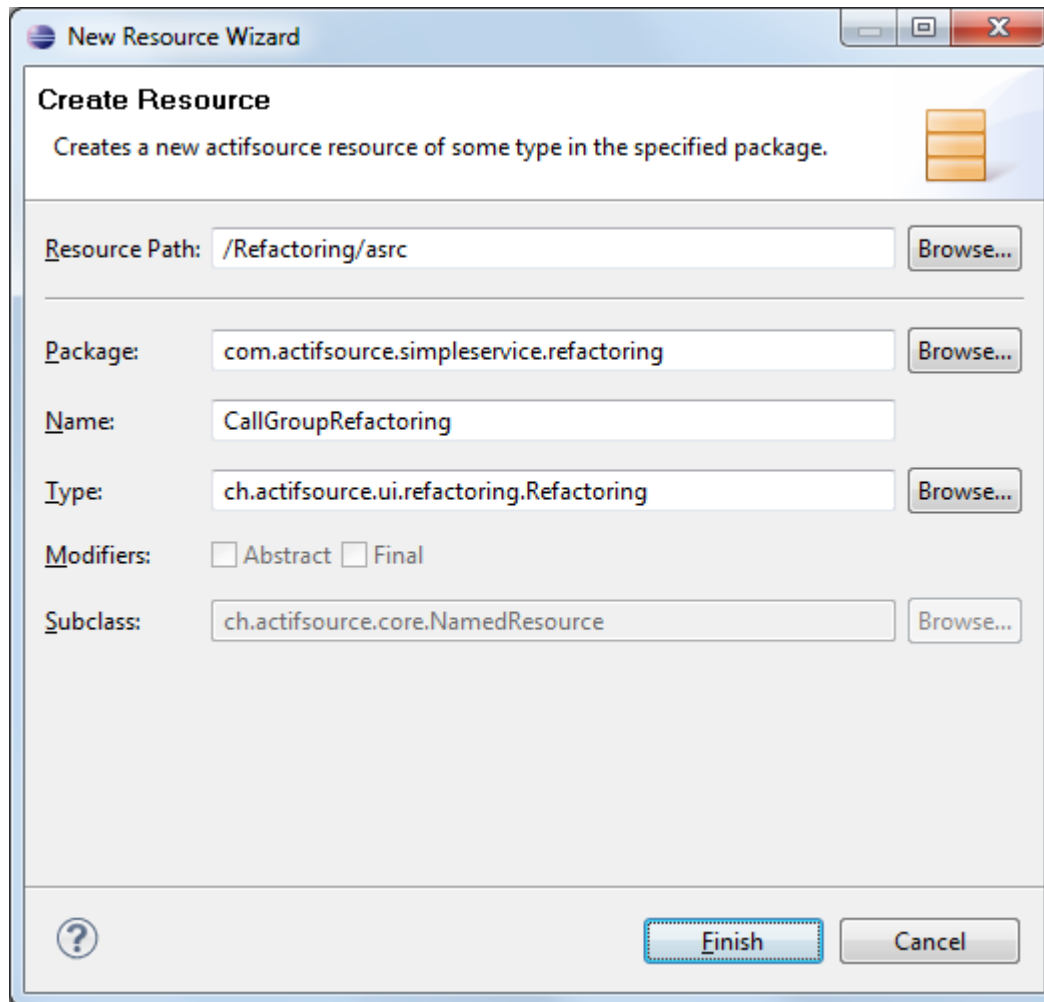 New Resource Wizard
Create Resource
Creates a new actifsource resource of some type in the specified package.
Resource Path: /Refactoring/asrc Browse...
Package: com.actifsource.simpleservice.refactoring Browse...
Name: CallGroupRefactoring
Type: ch.actifsource.ui.refactoring.Refactoring Browse...
Modifiers: Abstract Final
Subclass: ch.actifsource.core.NamedResource Browse...
? Finish Cancel